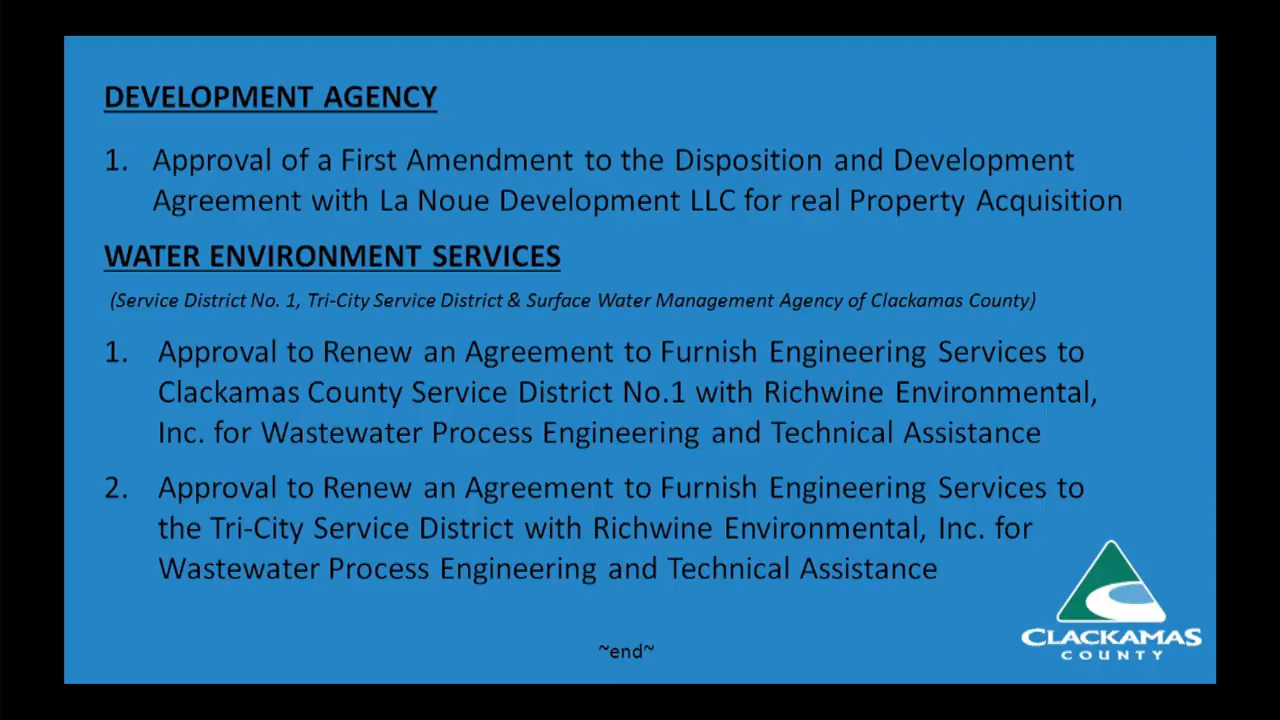 DEVELOPMENT AGENCY
1. Approval of a First Amendment to the Disposition and Development
Agreement with La Noue Development LLC for real Property Acquisition
WATER ENVIRONMENT SERVICES
(Service District No. 1, Tri-City Service District & Surface Water Management Agency of Clackamas County)
1. Approval to Renew an Agreement to Furnish Engineering Services to
Clackamas County Service District No.1 with Richwine Environmental,
Inc. for Wastewater Process Engineering and Technical Assistance
2. Approval to Renew an Agreement to Furnish Engineering Services to
the Tri-City Service District with Richwine Environmental, Inc. for
Wastewater Process Engineering and Technical Assistance
~end~
CLACKAMAS
COUNTY